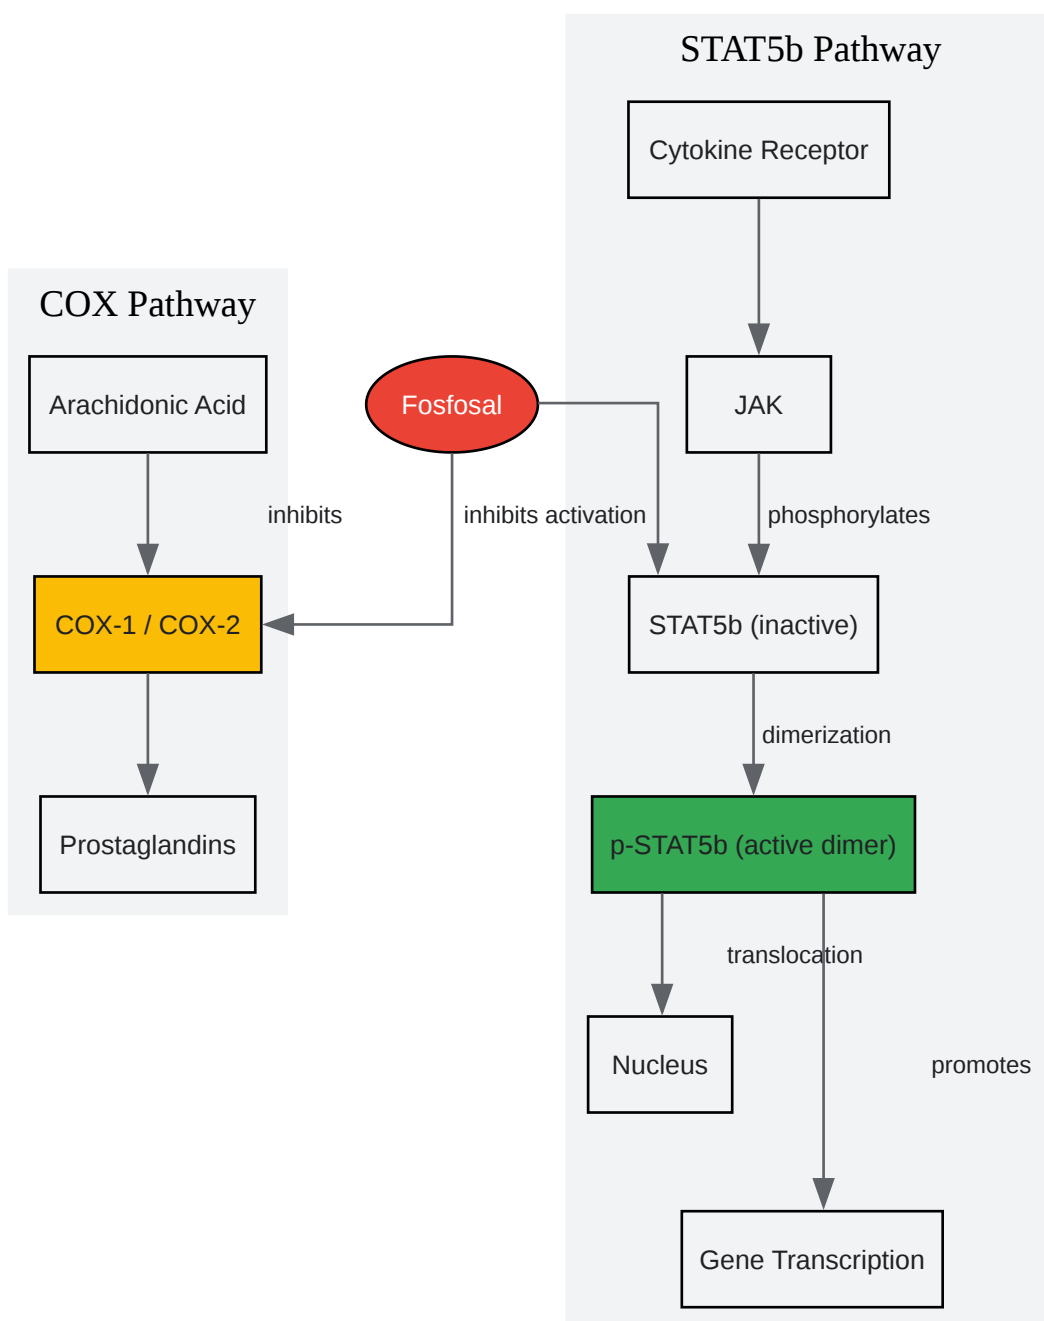 STAT5b Pathway
Cytokine Receptor
COX Pathway
Arachidonic Acid
Fosfosal
JAK
inhibits
inhibits activation
phosphorylates
COX-1 / COX-2
STAT5b (inactive)
dimerization
Prostaglandins
p-STAT5b (active dimer)
translocation
Nucleus
promotes
Gene Transcription